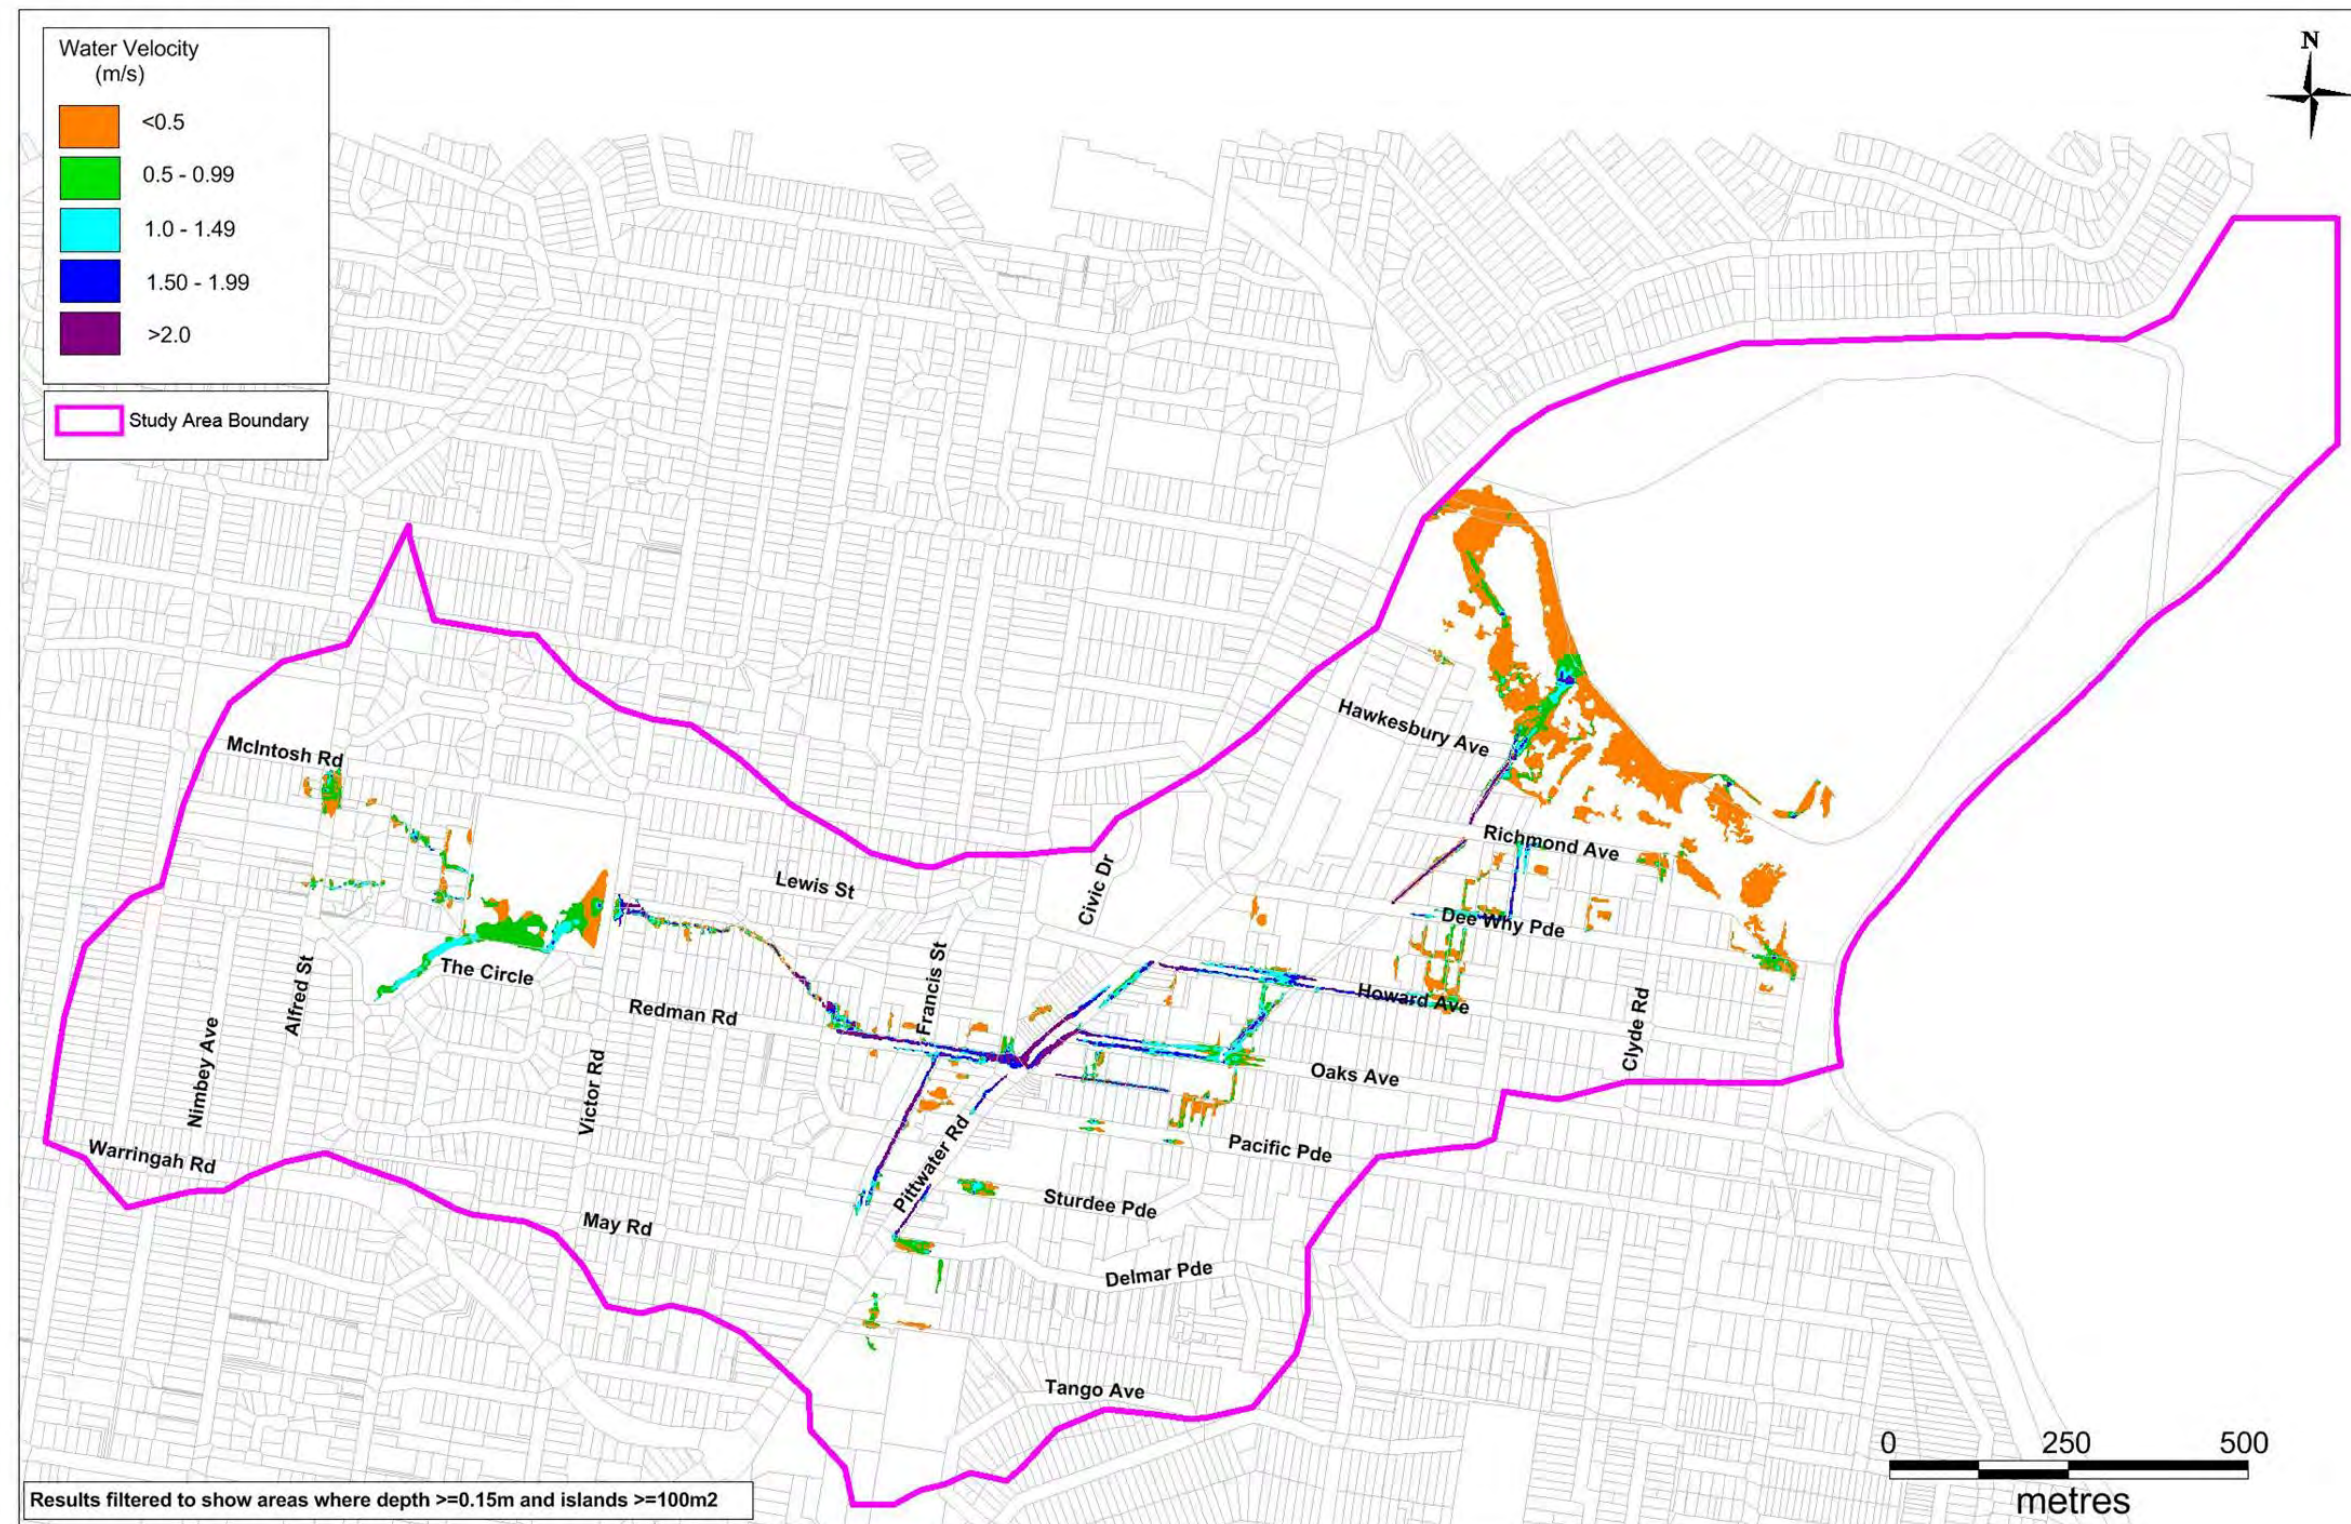 Water Velocity
(m/s)
<0.5
0.5 - 0.99
1.0 - 1.49
1.50 - 1.99
>2.0
Study Area Boundary
N
Hawkesbury Ave
McIntosh Rd
Richmond Ave
Lewis St
Civic Dr
Dee Why Pde
The Circle
Francis St
Alfred St
Redman Rd
Howard Ave
Clyde Rd
Nimbey Ave
Victor Rd
Oaks Ave
Pacific Pde
Warringah Rd
Pittwater Rd
Sturdee Pde
May Rd
Delmar Pde
Tango Ave
0 250 500
metres
Results filtered to show areas where depth >=0.15m and islands >=100m2